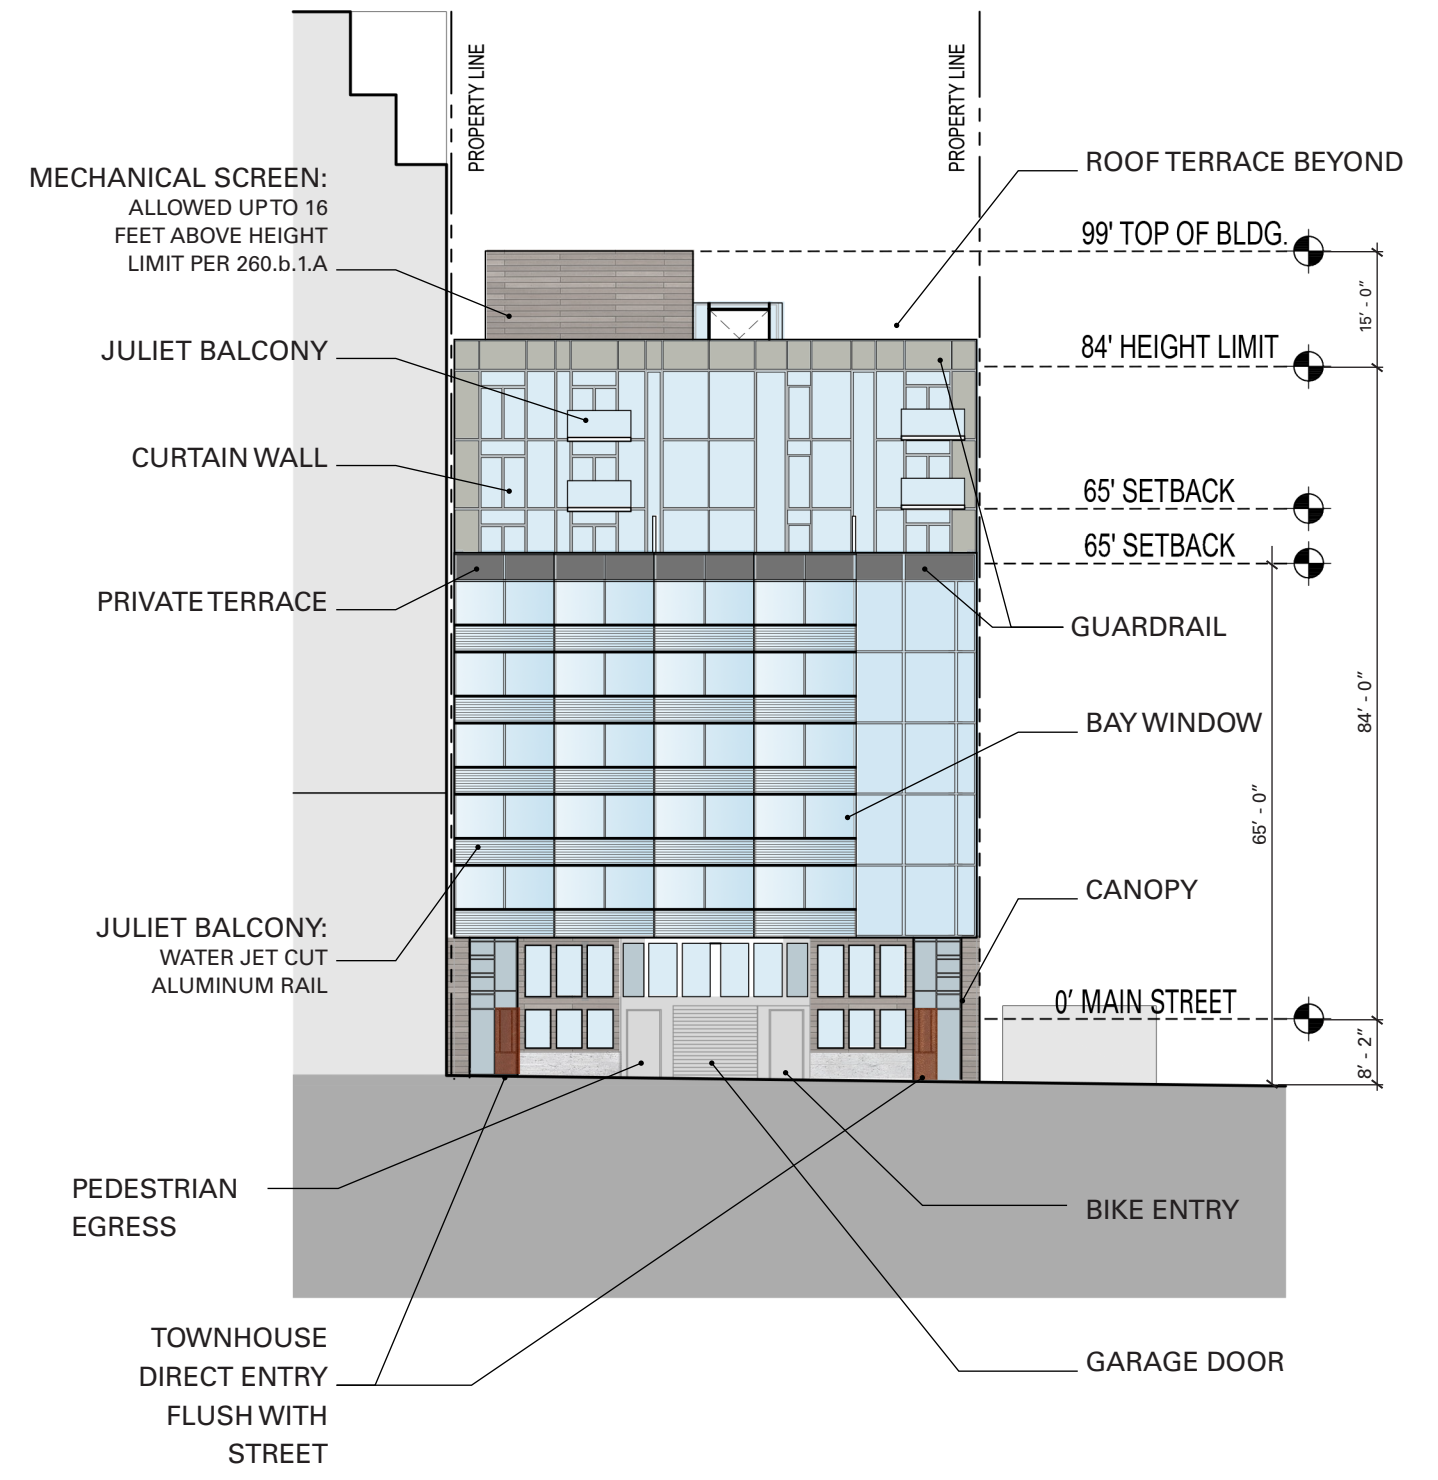 PROPERTY LINE
PROPERTY LINE
MECHANICAL SCREEN:
ALLOWED UP TO 16
FEET ABOVE HEIGHT
LIMIT PER 260.b.1.A
JULIET BALCONY
CURTAIN WALL
PRIVATE TERRACE
JULIET BALCONY:
WATER JET CUT
ALUMINUM RAIL
PEDESTRIAN
EGRESS
TOWNHOUSE
DIRECT ENTRY
FLUSH WITH
STREET
ROOF TERRACE BEYOND
99' TOP OF BLDG.
15' - 0"
84' HEIGHT LIMIT
65' SETBACK
65' SETBACK
GUARDRAIL
84' - 0"
BAY WINDOW
65' - 0"
CANOPY
0' MAIN STREET
8' - 2"
BIKE ENTRY
GARAGE DOOR